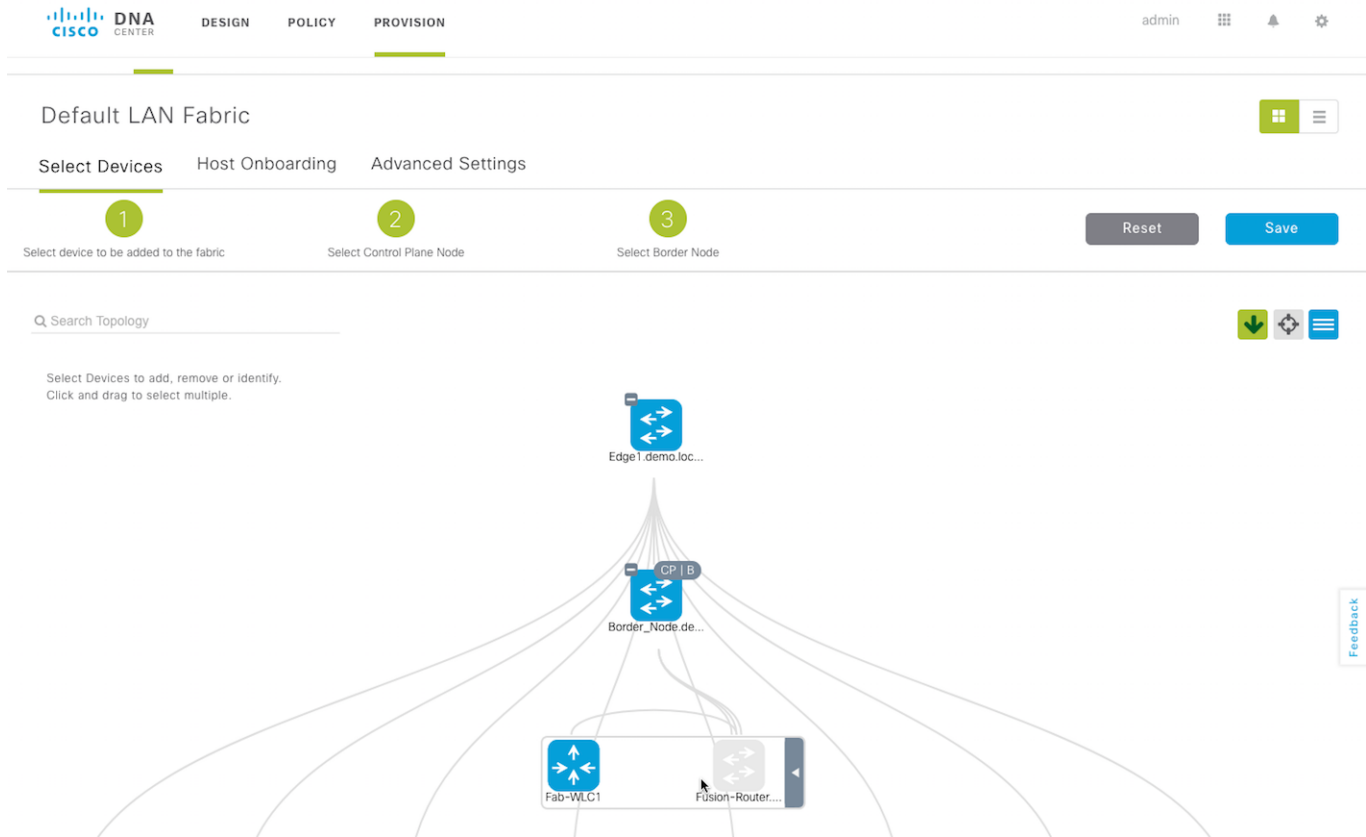 CISCO
DNA
CENTER
DESIGN
POLICY
PROVISION
admin
Default LAN Fabric
Select Devices
Host Onboarding
Advanced Settings
1
2
3
Select device to be added to the fabric
Select Control Plane Node
Select Border Node
Reset
Save
Search Topology
Select Devices to add, remove or identify.
Click and drag to select multiple.
Edge1.demo.loc...
CP | B
Border_Node.de...
Feedback
Fab-WLC1
Fusion-Router....